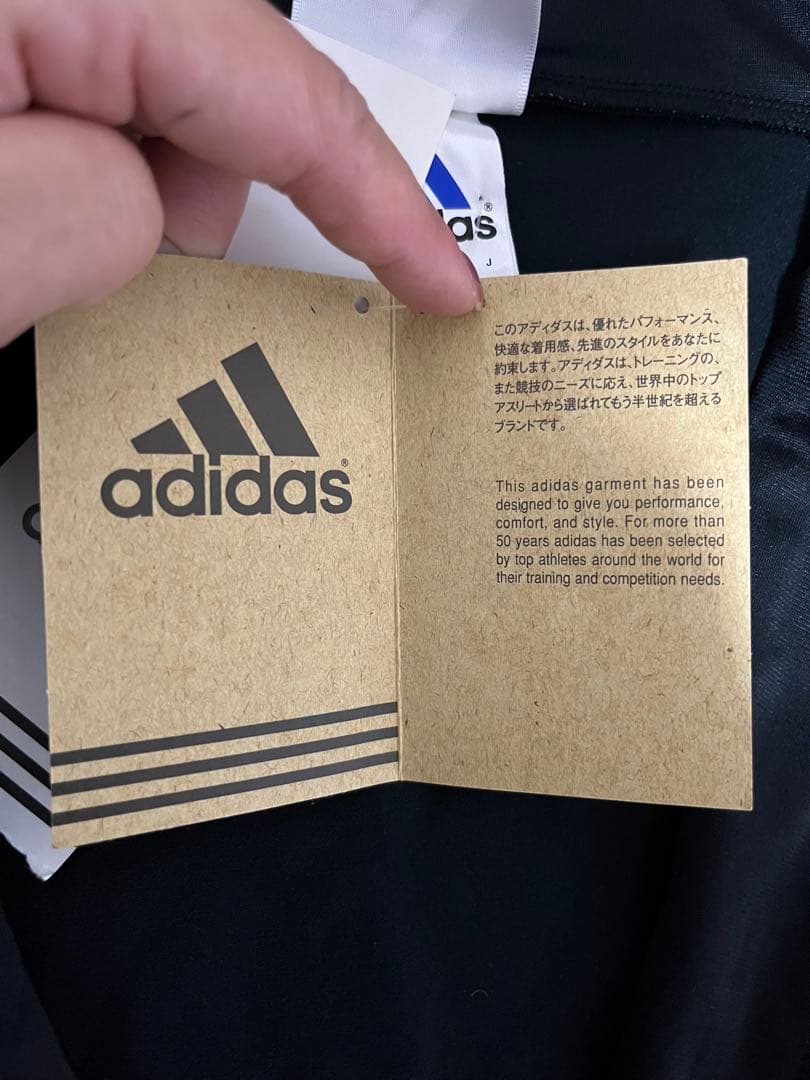 das®
J
adidas®
このアディダスは、優れたパフォーマンス、
快適な着用感、先進のスタイルをあなたに
約束します。アディダスは、トレーニングの、
また競技のニーズに応え、世界中のトップ
アスリートから選ばれてもう半世紀を超える
ブランドです。
This adidas garment has been
designed to give you performance,
comfort, and style. For more than
50 years adidas has been selected
by top athletes around the world for
their training and competition needs.